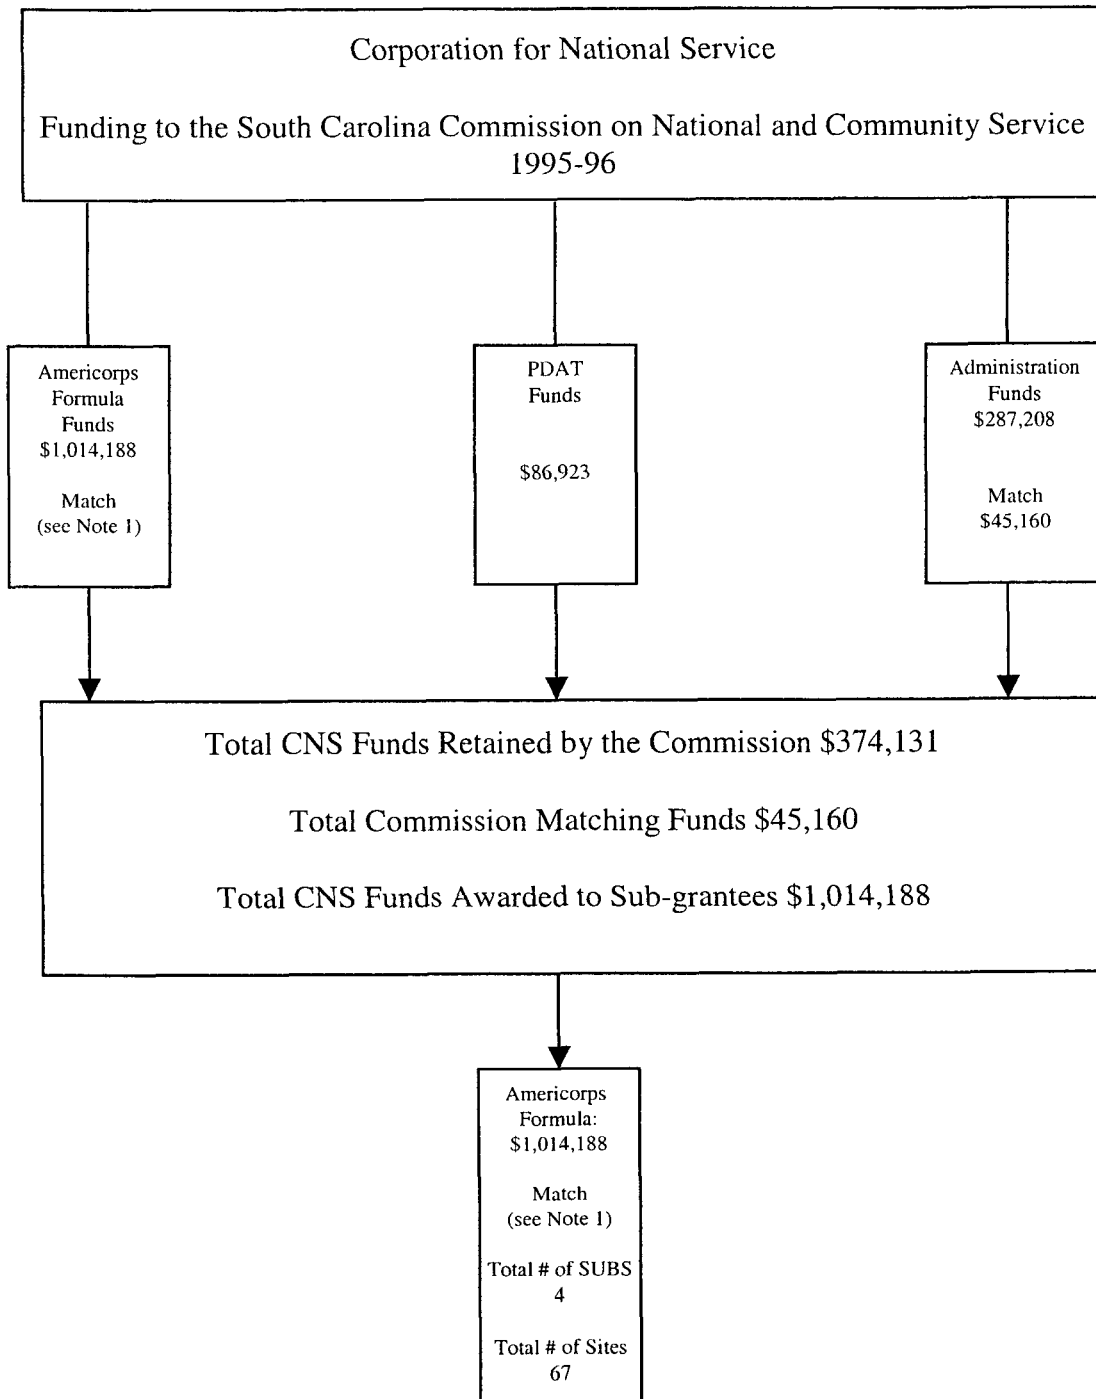 Corporation for National Service
Funding to the South Carolina Commission on National and Community Service
1995-96
Americorps
Formula
Funds
$1,014,188
Match
(see Note 1)
PDAT
Funds
$86,923
Administration
Funds
$287,208
Match
$45,160
Total CNS Funds Retained by the Commission $374,131
Total Commission Matching Funds $45,160
Total CNS Funds Awarded to Sub-grantees $1,014,188
Americorps
Formula:
$1,014,188
Match
(see Note 1)
Total # of SUBS
4
Total # of Sites
67